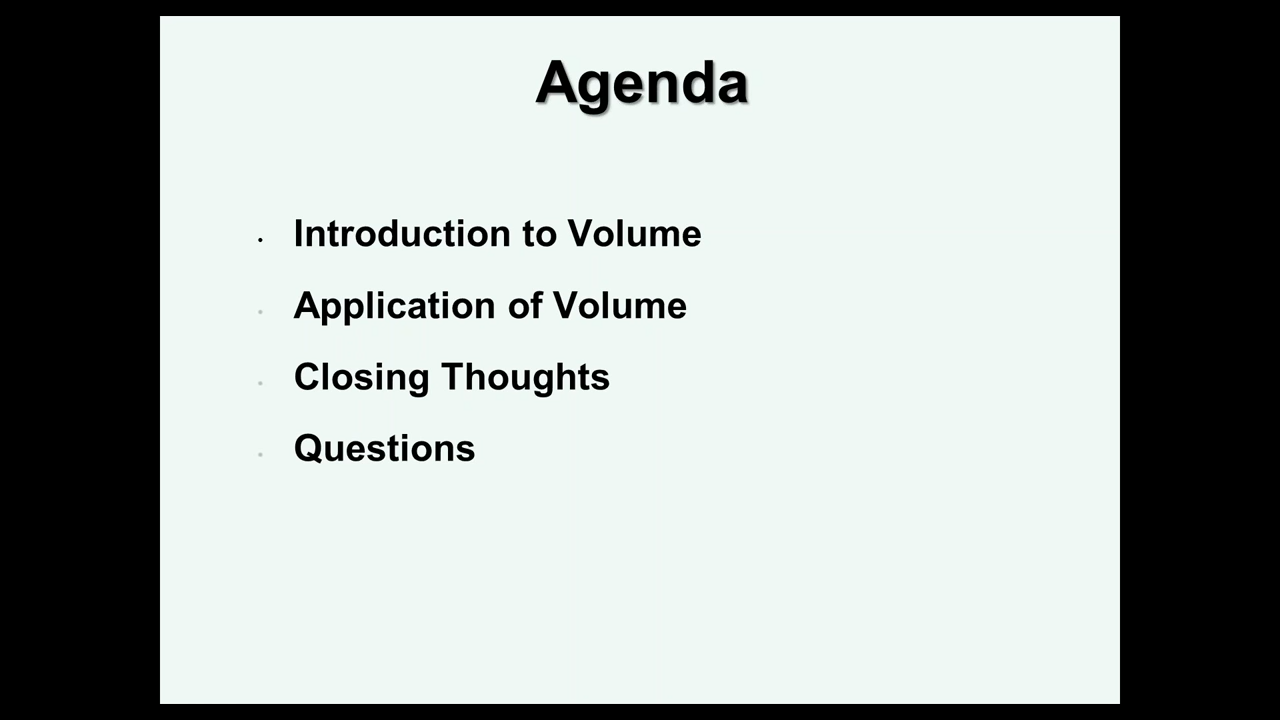 Agenda
• Introduction to Volume
• Application of Volume
• Closing Thoughts
• Questions